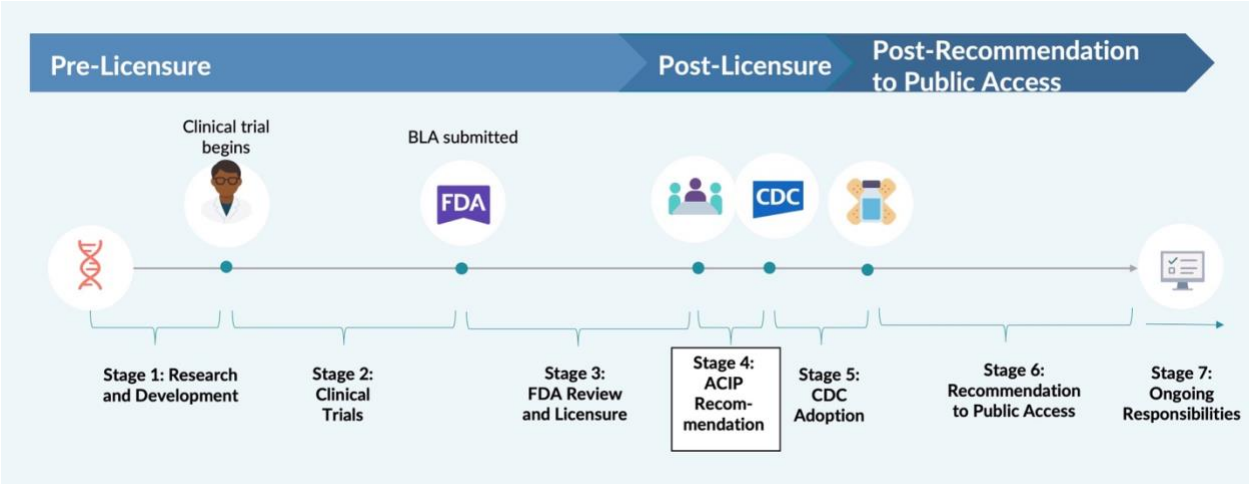 Pre-Licensure
Post-Licensure
Post-Recommendation
to Public Access
Clinical trial
begins
BLA submitted
FDA
CDC
Stage 1: Research
and Development
Stage 2:
Clinical
Trials
Stage 3:
FDA Review
and Licensure
Stage 4:
ACIP
Recom-
mendation
Stage 5:
CDC
Adoption
Stage 6:
Recommendation
to Public Access
Stage 7:
Ongoing
Responsibilities